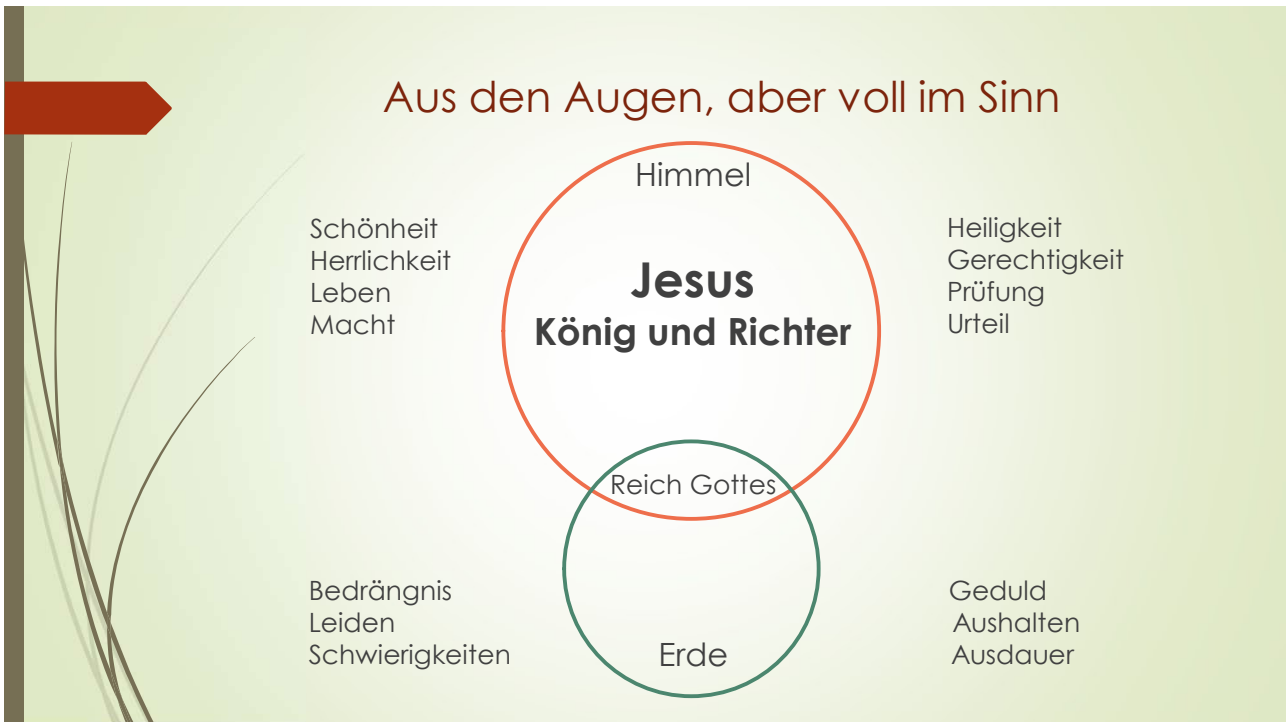 Aus den Augen, aber voll im Sinn
Himmel
Schönheit
Herrlichkeit
Leben
Macht
Jesus
König und Richter
Heiligkeit
Gerechtigkeit
Prüfung
Urteil
Reich Gottes
Bedrängnis
Leiden
Schwierigkeiten
Erde
Geduld
Aushalten
Ausdauer